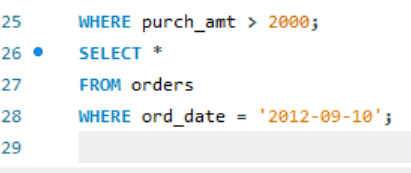 25 WHERE purch_amt > 2000;
26 SELECT *
27 FROM orders
28 WHERE ord_date = '2012-09-10';
29